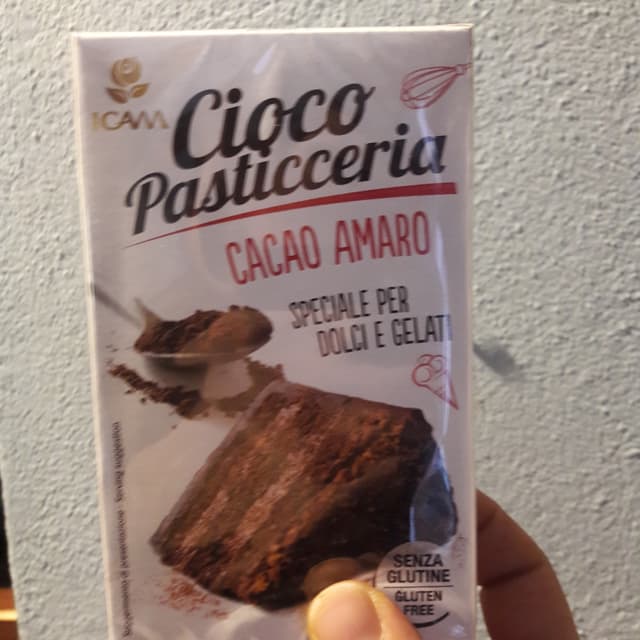 ICAM
Cioco
Pasticceria
CACAO AMARO
SPECIALE PER
DOLCI E GELATI
SENZA
GLUTINE
GLUTEN
FREE